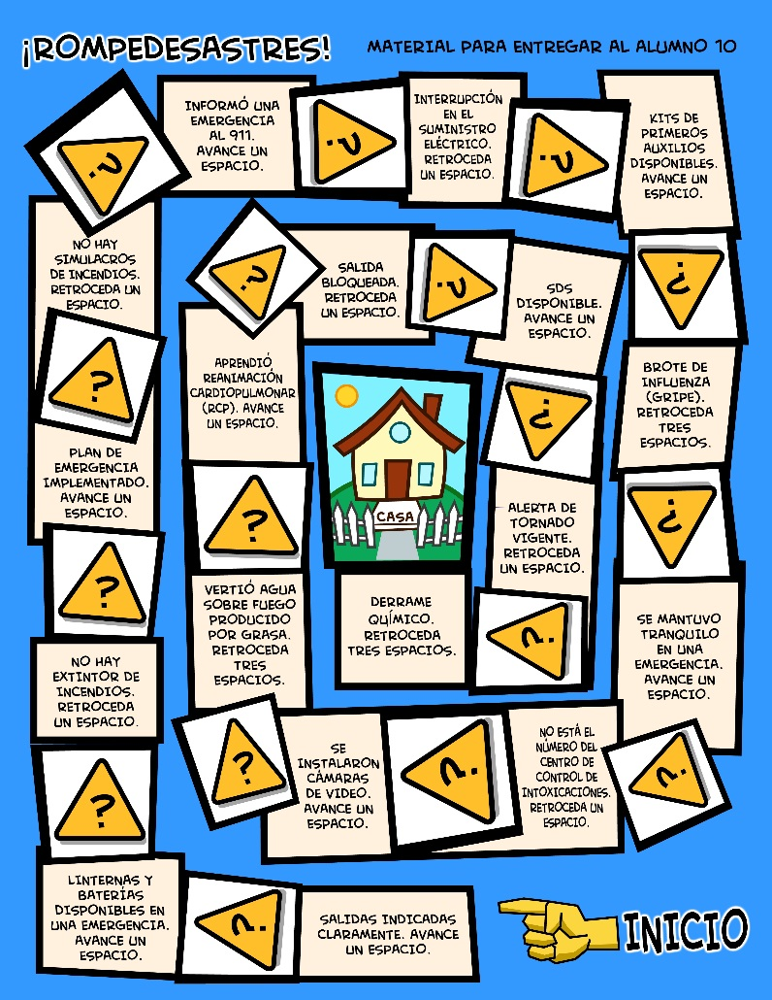 ¡ROMPEDESASTRES!
MATERIAL PARA ENTREGAR AL ALUMNO 10
?
INFORMÓ UNA
EMERGENCIA
AL 911.
AVANCE UN
ESPACIO.
?
INTERRUPCIÓN
EN EL
SUMINISTRO
ELÉCTRICO.
RETROCEDA
UN ESPACIO.
?
KITS DE
PRIMEROS
AUXILIOS
DISPONIBLES.
AVANCE UN
ESPACIO.
NO HAY
SIMULACROS
DE INCENDIOS.
RETROCEDA UN
ESPACIO.
?
SALIDA
BLOQUEADA.
RETROCEDA
UN ESPACIO.
?
SDS
DISPONIBLE.
AVANCE UN
ESPACIO.
?
?
APRENDIÓ
REANIMACIÓN
CARDIOPULMONAR
(RCP). AVANCE
UN ESPACIO.
?
BROTE DE
INFLUENZA
(GRIPE).
RETROCEDA
TRES
ESPACIOS.
PLAN DE
EMERGENCIA
IMPLEMENTADO.
AVANCE UN
ESPACIO.
?
CASA
ALERTA DE
TORNADO
VIGENTE.
RETROCEDA
UN ESPACIO.
?
?
VERTIÓ AGUA
SOBRE FUEGO
PRODUCIDO
POR GRASA.
RETROCEDA
TRES
ESPACIOS.
DERRAME
QUÍMICO.
RETROCEDA
TRES ESPACIOS.
?
SE MANTUVO
TRANQUILO
EN UNA
EMERGENCIA.
AVANCE UN
ESPACIO.
NO HAY
EXTINTOR DE
INCENDIOS.
RETROCEDA
UN ESPACIO.
?
SE
INSTALARON
CÁMARAS
DE VIDEO.
AVANCE UN
ESPACIO.
?
NO ESTÁ EL
NÚMERO DEL
CENTRO DE
CONTROL DE
INTOXICACIONES.
RETROCEDA UN
ESPACIO.
?
?
LINTERNAS Y
BATERÍAS
DISPONIBLES EN
UNA EMERGENCIA.
AVANCE UN
ESPACIO.
?
SALIDAS INDICADAS
CLARAMENTE. AVANCE
UN ESPACIO.
INICIO